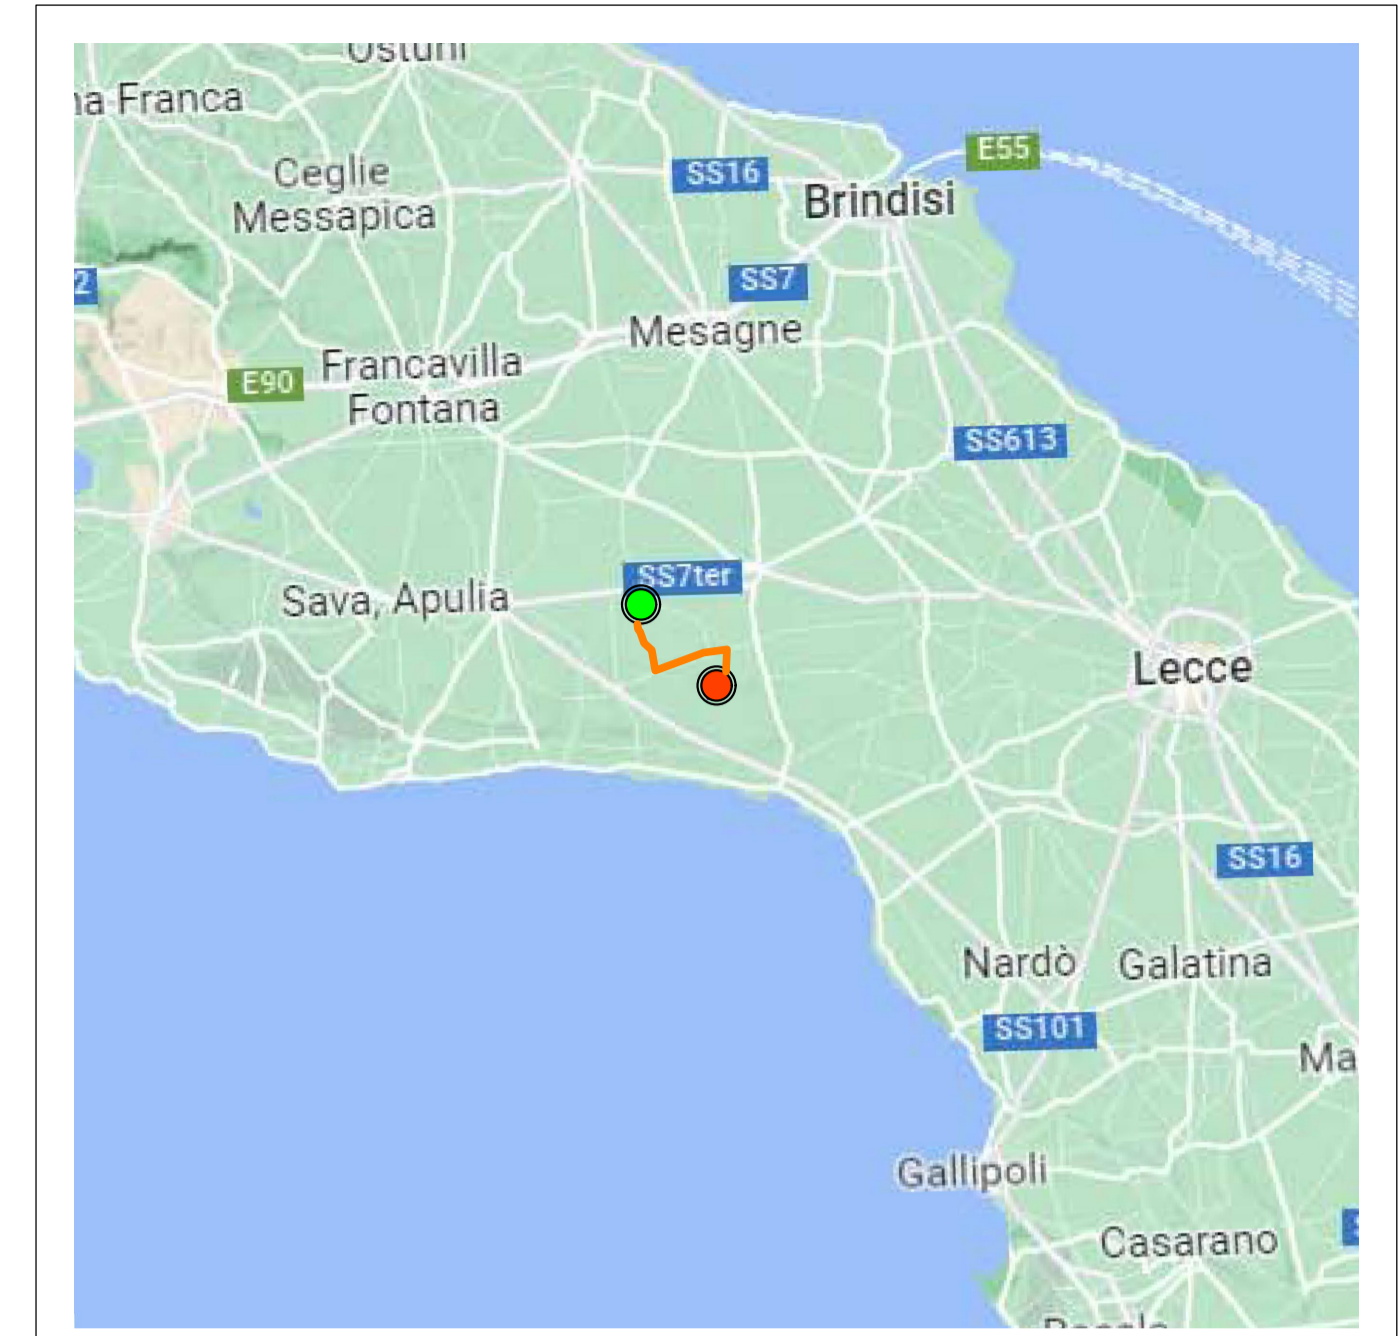 Ostuni
na Franca
Ceglie
Messapica
SS16
E55
Brindisi
2
SS7
Mesagne
Francavilla
Fontana
E90
SS613
SS7ter
Sava, Apulia
Lecce
SS16
Nardò
Galatina
SS101
Ma
Gallipoli
Casarano